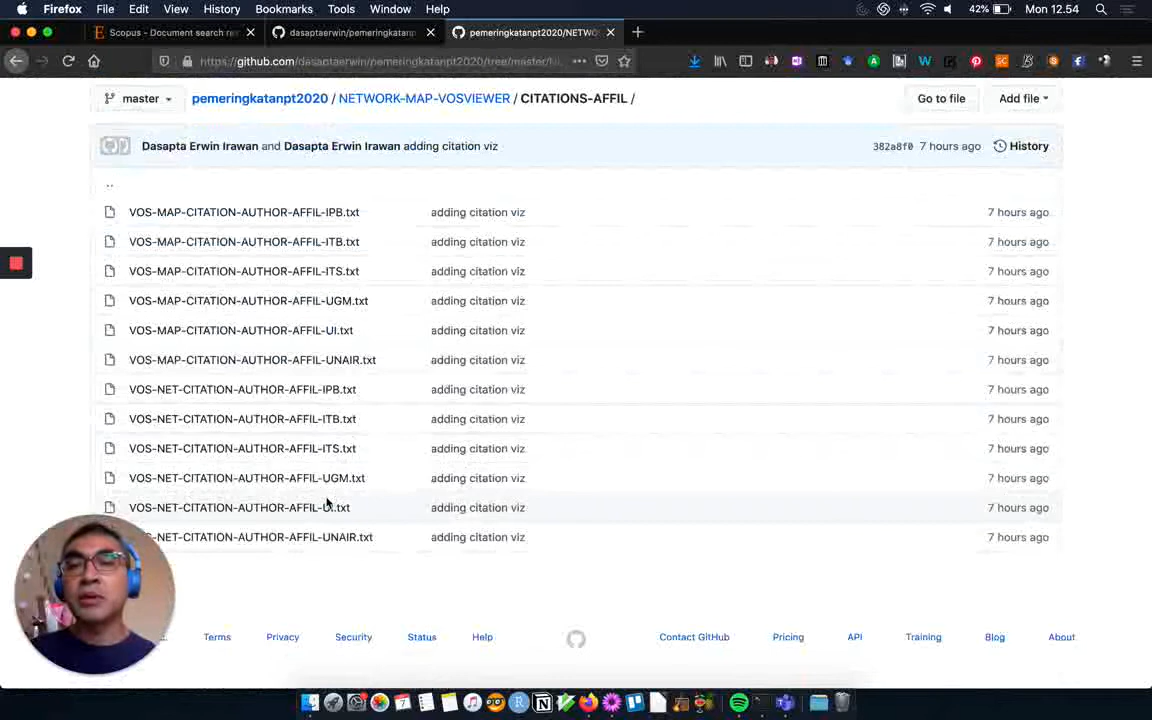 Firefox File Edit View History Bookmarks Tools Window Help 42% Mon 12.54
Scopus - Document search re
dasaptaerwin/pemeringkatanp
pemeringkatanpt2020/NETWO
https://github.com/dasaptaerwin/pemeringkatanpt2020/tree/master/
master pemeringkatanpt2020 / NETWORK-MAP-VOSVIEWER / CITATIONS-AFFIL / Go to file Add file
Dasapta Erwin Irawan and Dasapta Erwin Irawan adding citation viz 382a8f0 7 hours ago History
..
VOS-MAP-CITATION-AUTHOR-AFFIL-IPB.txt adding citation viz 7 hours ago
VOS-MAP-CITATION-AUTHOR-AFFIL-ITB.txt adding citation viz 7 hours ago
VOS-MAP-CITATION-AUTHOR-AFFIL-ITS.txt adding citation viz 7 hours ago
VOS-MAP-CITATION-AUTHOR-AFFIL-UGM.txt adding citation viz 7 hours ago
VOS-MAP-CITATION-AUTHOR-AFFIL-UI.txt adding citation viz 7 hours ago
VOS-MAP-CITATION-AUTHOR-AFFIL-UNAIR.txt adding citation viz 7 hours ago
VOS-NET-CITATION-AUTHOR-AFFIL-IPB.txt adding citation viz 7 hours ago
VOS-NET-CITATION-AUTHOR-AFFIL-ITB.txt adding citation viz 7 hours ago
VOS-NET-CITATION-AUTHOR-AFFIL-ITS.txt adding citation viz 7 hours ago
VOS-NET-CITATION-AUTHOR-AFFIL-UGM.txt adding citation viz 7 hours ago
VOS-NET-CITATION-AUTHOR-AFFIL-UI.txt adding citation viz 7 hours ago
-NET-CITATION-AUTHOR-AFFIL-UNAIR.txt adding citation viz 7 hours ago
Terms Privacy Security Status Help Contact GitHub Pricing API Training Blog About